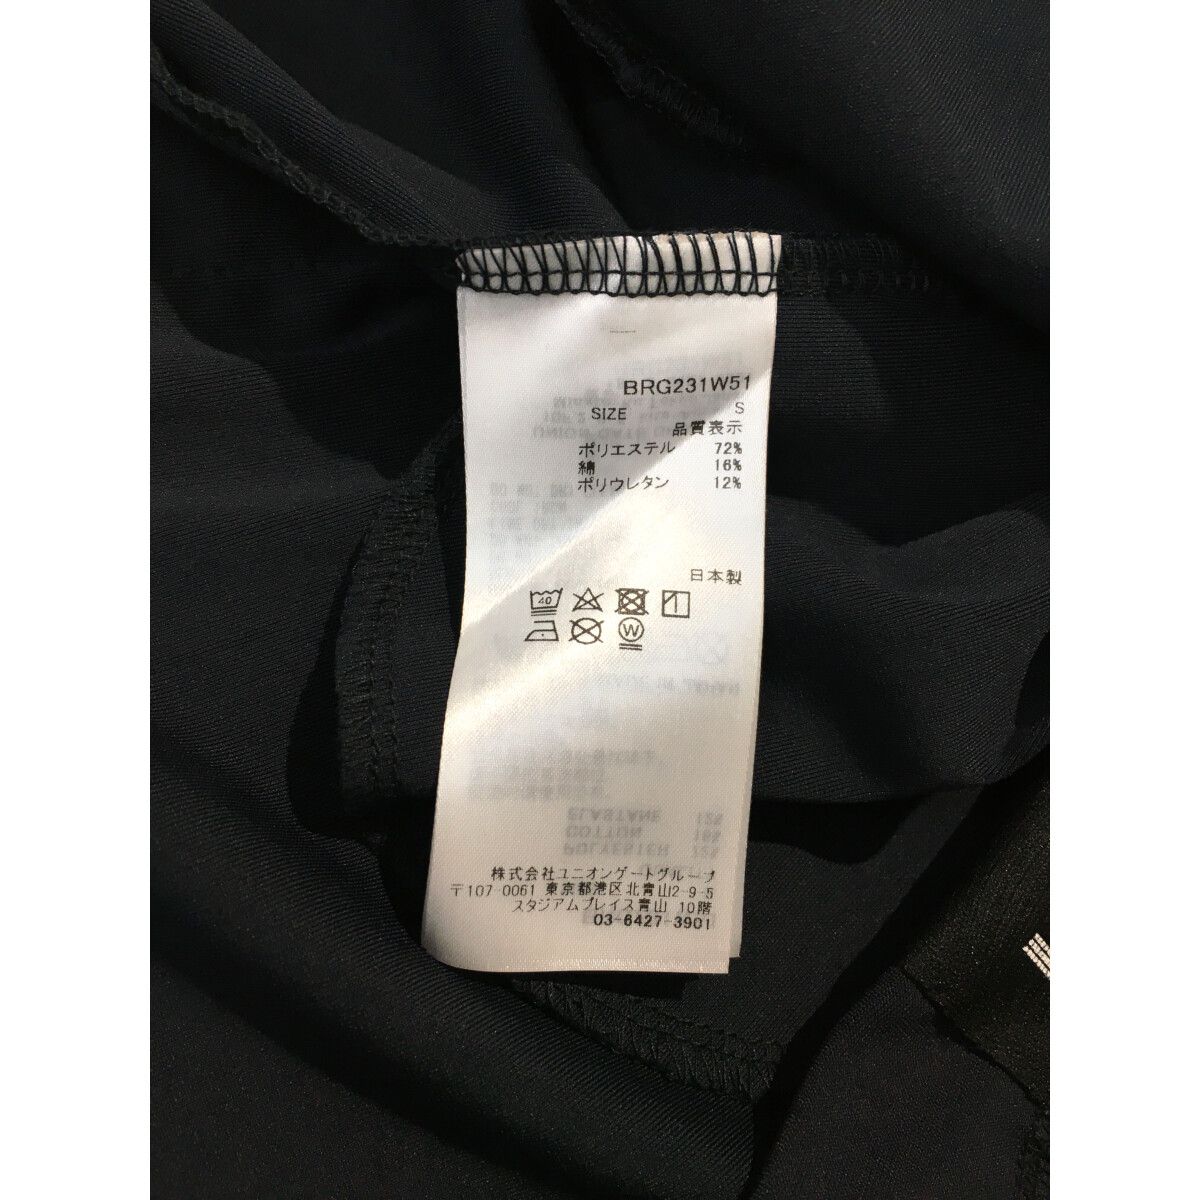 BRG231W51
SIZE S
品質表示
ポリエステル 72%
綿 16%
ポリウレタン 12%
日本製
40
W
株式会社ユニオンゲートグループ
〒107-0061 東京都港区北青山2-9-5
スタジアムプレイス青山 10階
03-6427-3901